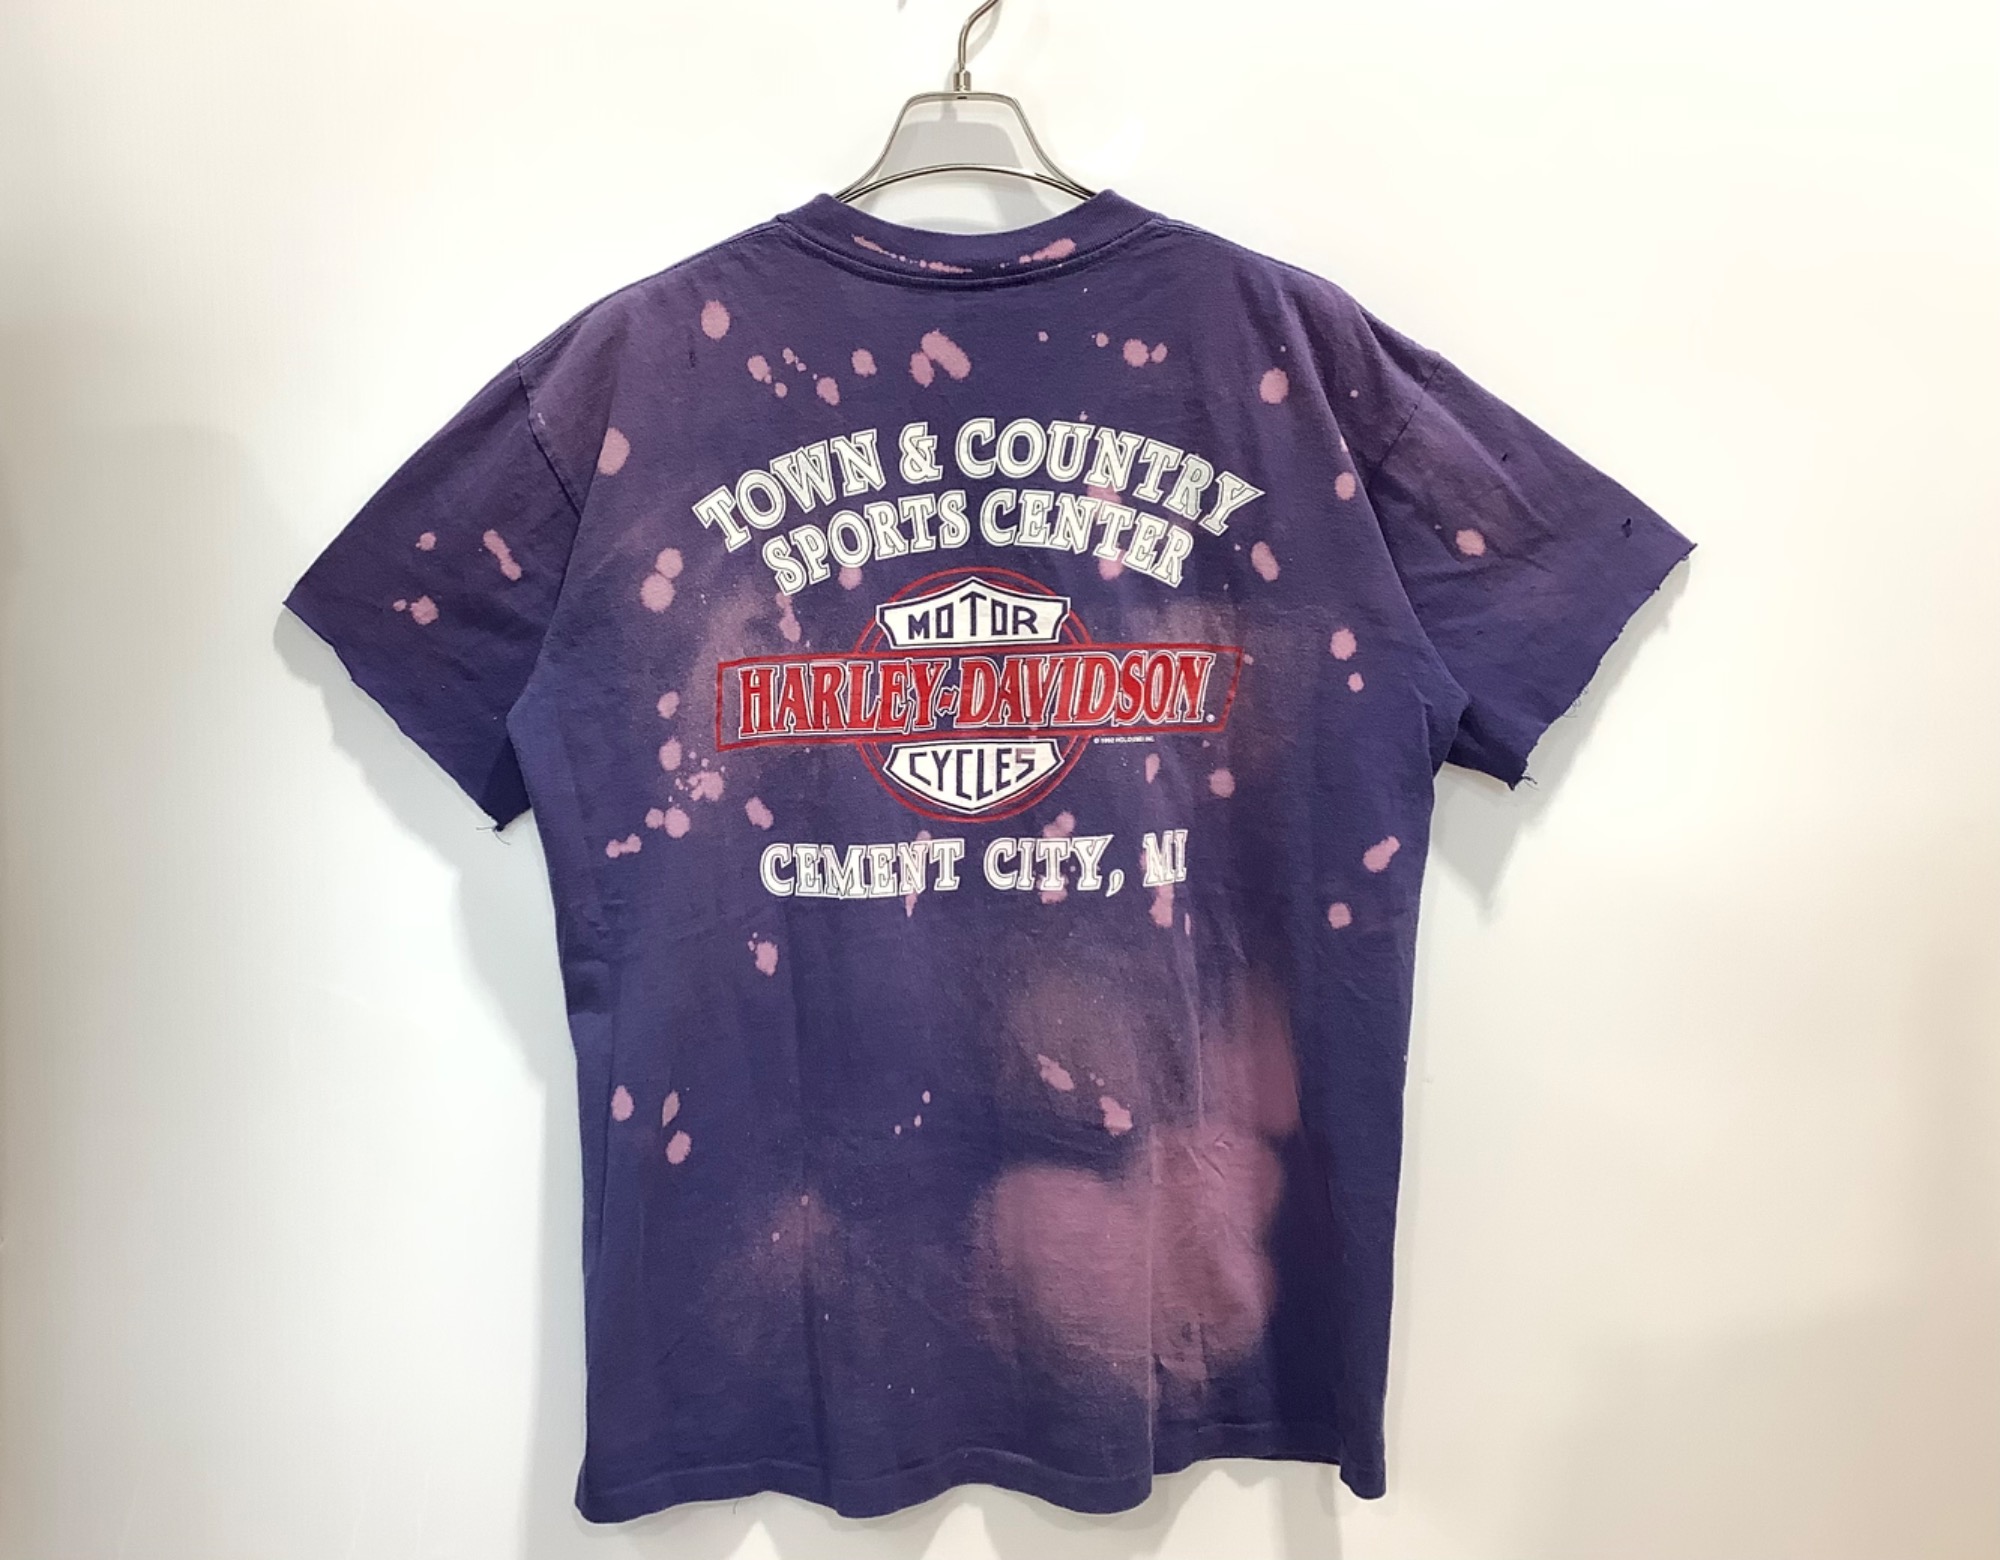 TOWN & COUNTRY
SPORTS CENTER
MOTOR
HARLEY-DAVIDSON®
CYCLES
CEMENT CITY, MI